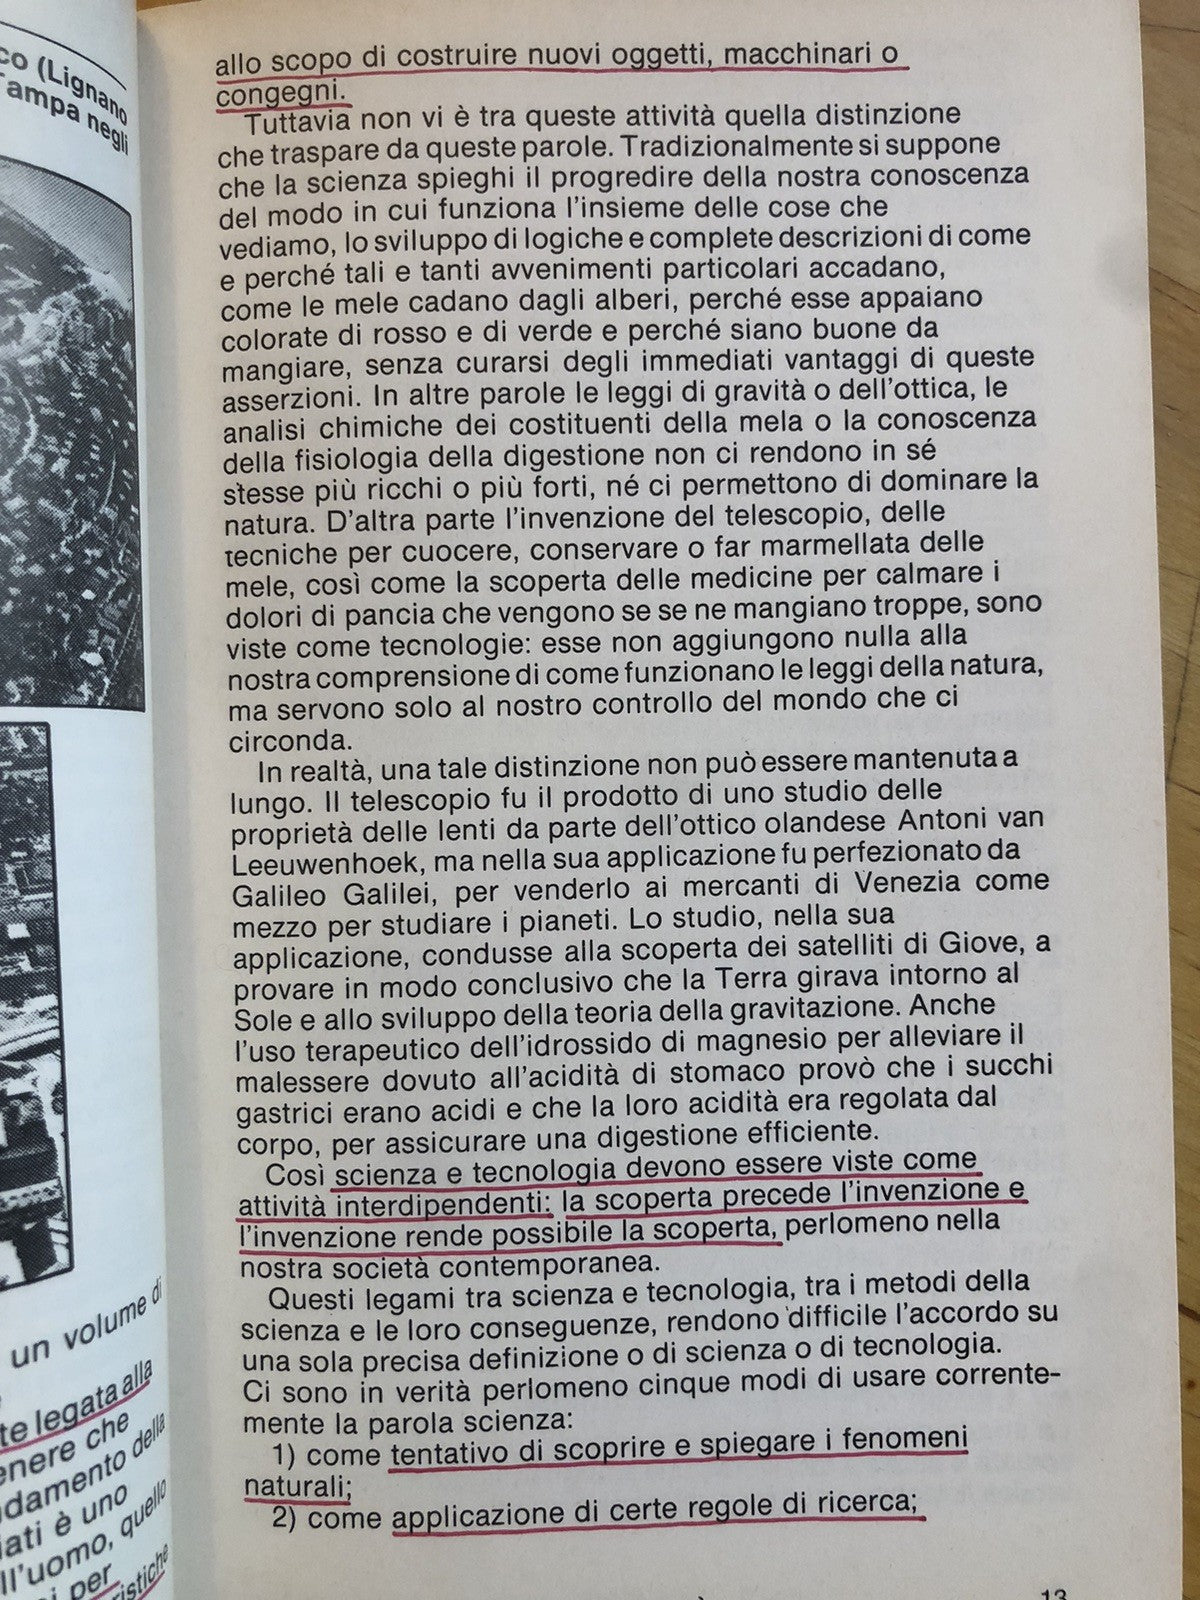 co (Lignano
Tampa negli
un volume di
te legata alla
enere che
ndamento della
iati è uno
ll'uomo, quello
per
ristiche
allo scopo di costruire nuovi oggetti, macchinari o
congegni.
Tuttavia non vi è tra queste attività quella distinzione
che traspare da queste parole. Tradizionalmente si suppone
che la scienza spieghi il progredire della nostra conoscenza
del modo in cui funziona l'insieme delle cose che
vediamo, lo sviluppo di logiche e complete descrizioni di come
e perché tali e tanti avvenimenti particolari accadano,
come le mele cadano dagli alberi, perché esse appaiano
colorate di rosso e di verde e perché siano buone da
mangiare, senza curarsi degli immediati vantaggi di queste
asserzioni. In altre parole le leggi di gravità o dell'ottica, le
analisi chimiche dei costituenti della mela o la conoscenza
della fisiologia della digestione non ci rendono in sé
stesse più ricchi o più forti, né ci permettono di dominare la
natura. D'altra parte l'invenzione del telescopio, delle
tecniche per cuocere, conservare o far marmellata delle
mele, così come la scoperta delle medicine per calmare i
dolori di pancia che vengono se se ne mangiano troppe, sono
viste come tecnologie: esse non aggiungono nulla alla
nostra comprensione di come funzionano le leggi della natura,
ma servono solo al nostro controllo del mondo che ci
circonda.
In realtà, una tale distinzione non può essere mantenuta a
lungo. Il telescopio fu il prodotto di uno studio delle
proprietà delle lenti da parte dell'ottico olandese Antoni van
Leeuwenhoek, ma nella sua applicazione fu perfezionato da
Galileo Galilei, per venderlo ai mercanti di Venezia come
mezzo per studiare i pianeti. Lo studio, nella sua
applicazione, condusse alla scoperta dei satelliti di Giove, a
provare in modo conclusivo che la Terra girava intorno al
Sole e allo sviluppo della teoria della gravitazione. Anche
l'uso terapeutico dell'idrossido di magnesio per alleviare il
malessere dovuto all'acidità di stomaco provò che i succhi
gastrici erano acidi e che la loro acidità era regolata dal
corpo, per assicurare una digestione efficiente.
Così scienza e tecnologia devono essere viste come
attività interdipendenti: la scoperta precede l'invenzione e
l'invenzione rende possibile la scoperta, perlomeno nella
nostra società contemporanea.
Questi legami tra scienza e tecnologia, tra i metodi della
scienza e le loro conseguenze, rendono difficile l'accordo su
una sola precisa definizione o di scienza o di tecnologia.
Ci sono in verità perlomeno cinque modi di usare corrente-
mente la parola scienza:
1) come tentativo di scoprire e spiegare i fenomeni
naturali;
2) come applicazione di certe regole di ricerca;
13